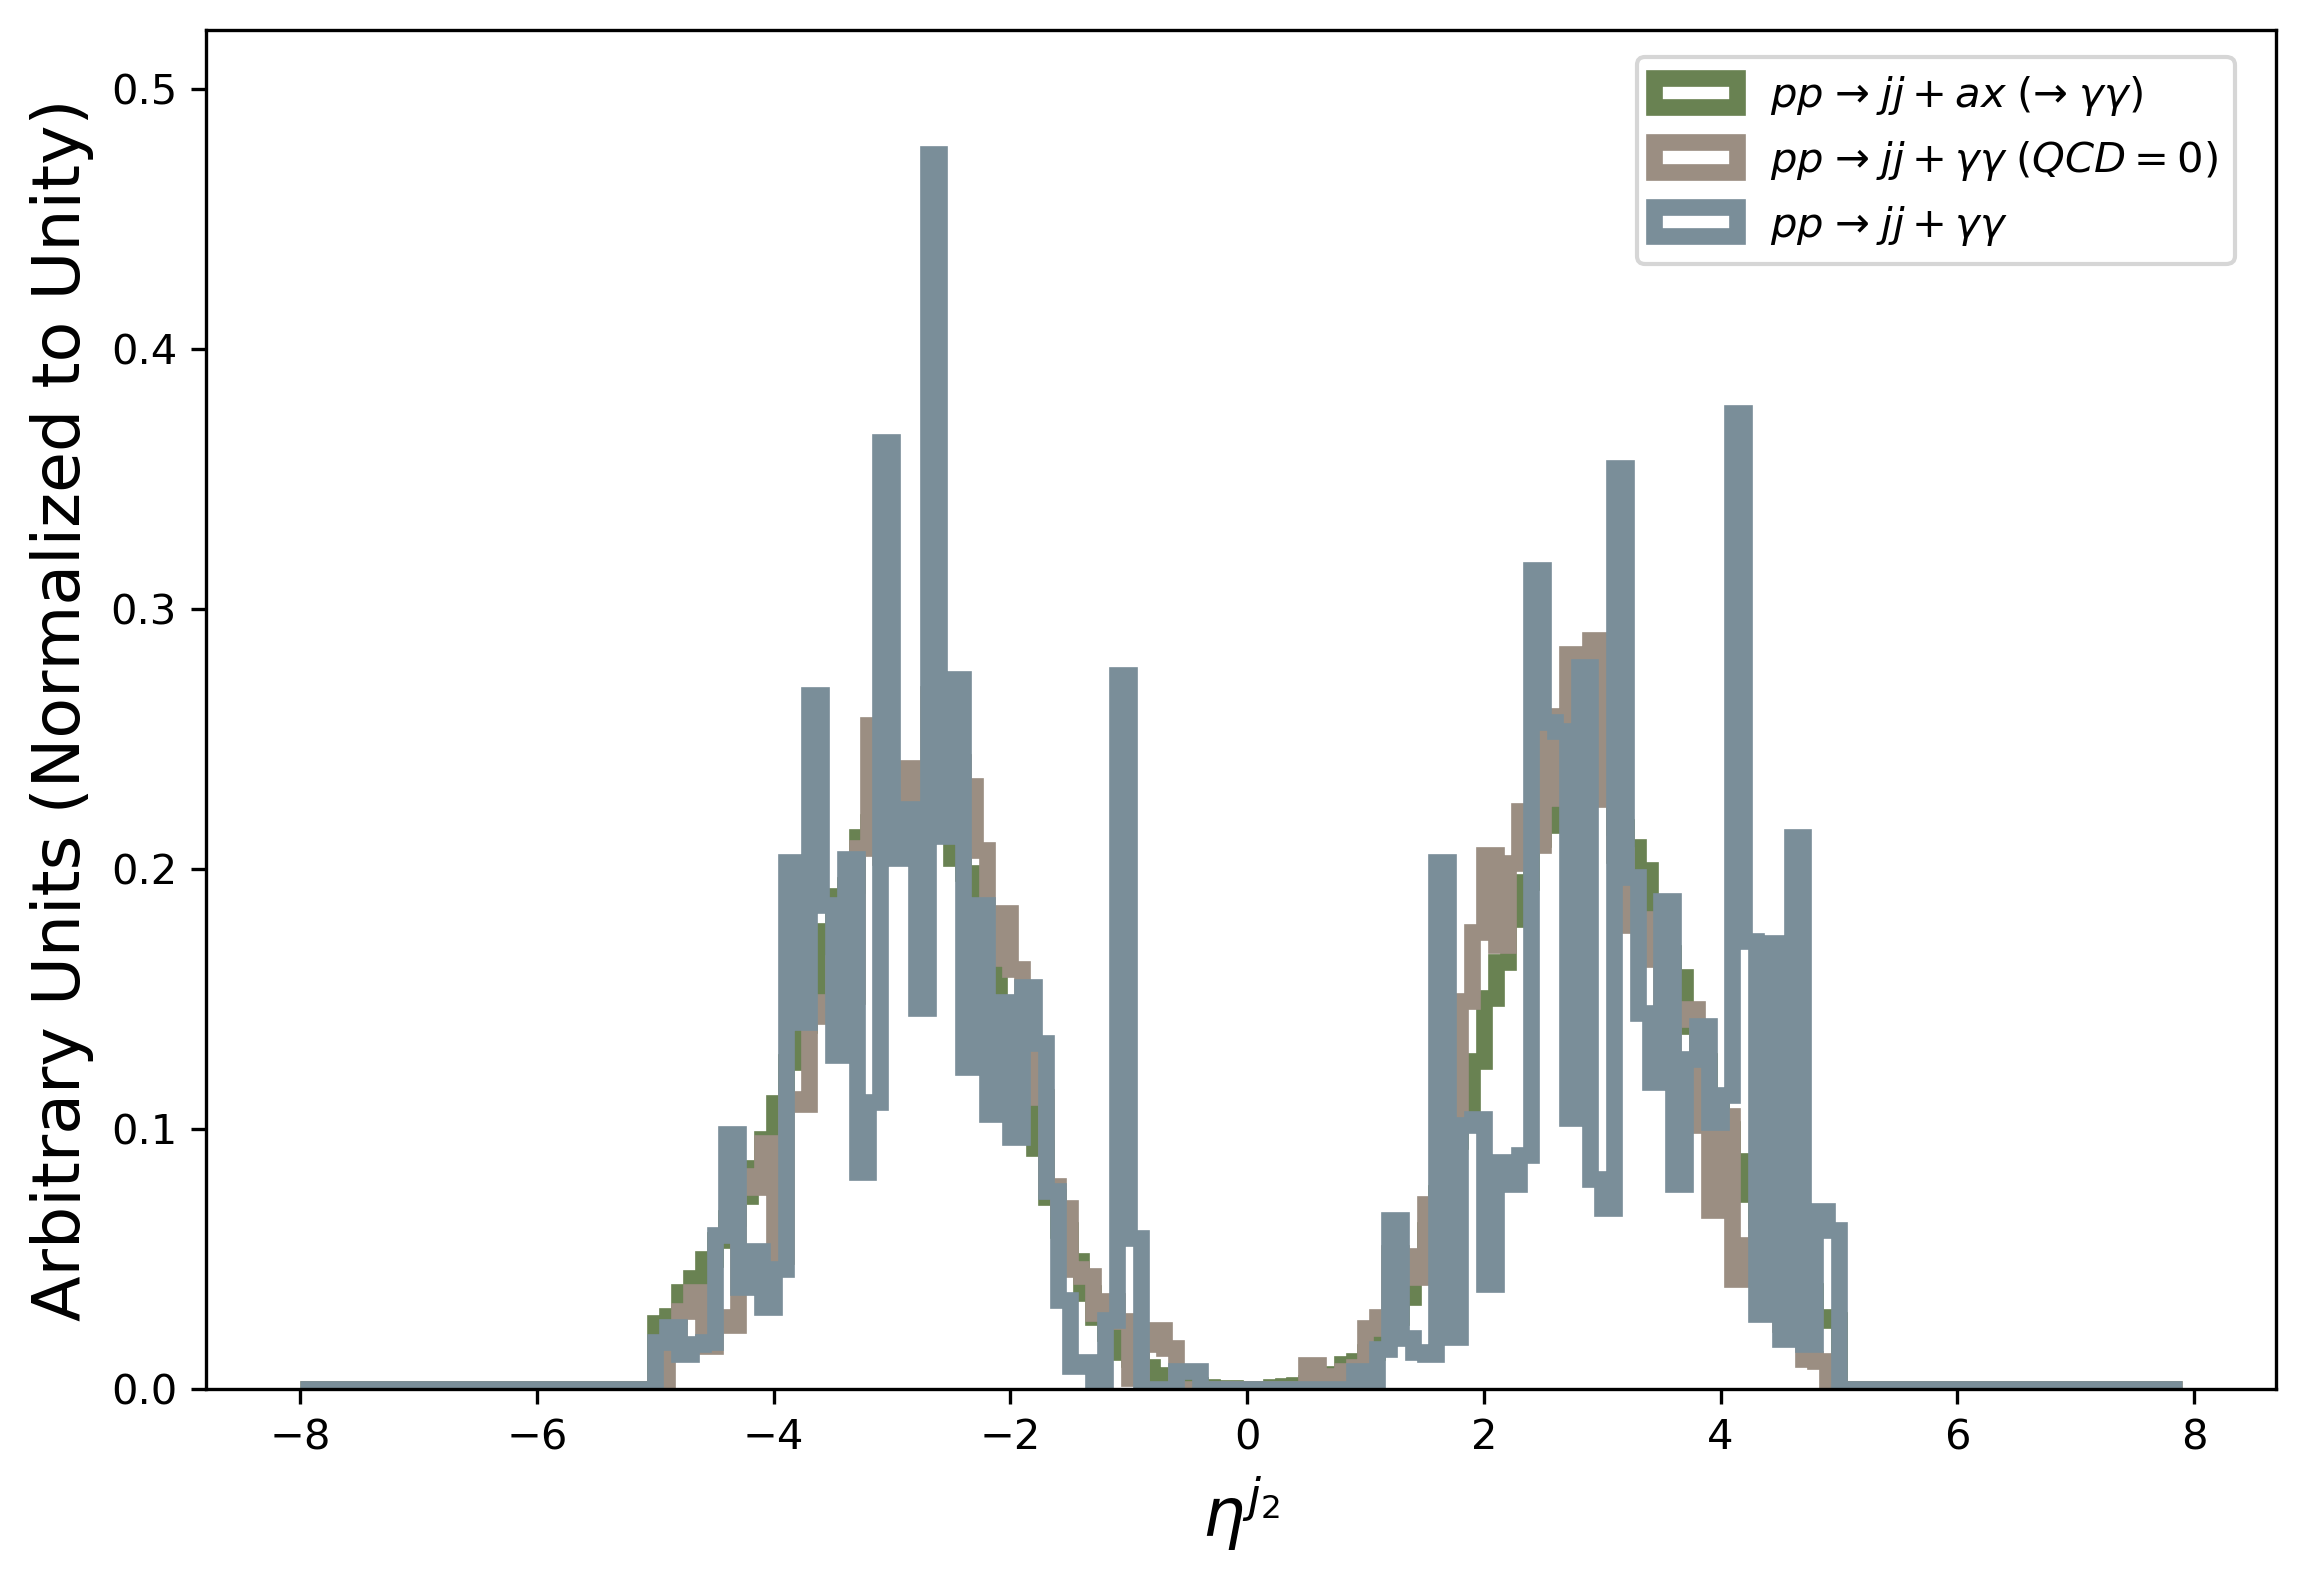 Arbitrary Units (Normalized to Unity)
0.5
0.4
0.3
0.2
0.1
0.0
pp → jj + ax (→ γγ)
pp → jj + γγ (QCD = 0)
pp → jj + γγ
−8 −6 −4 −2 0 2 4 6 8
η^{j_2}